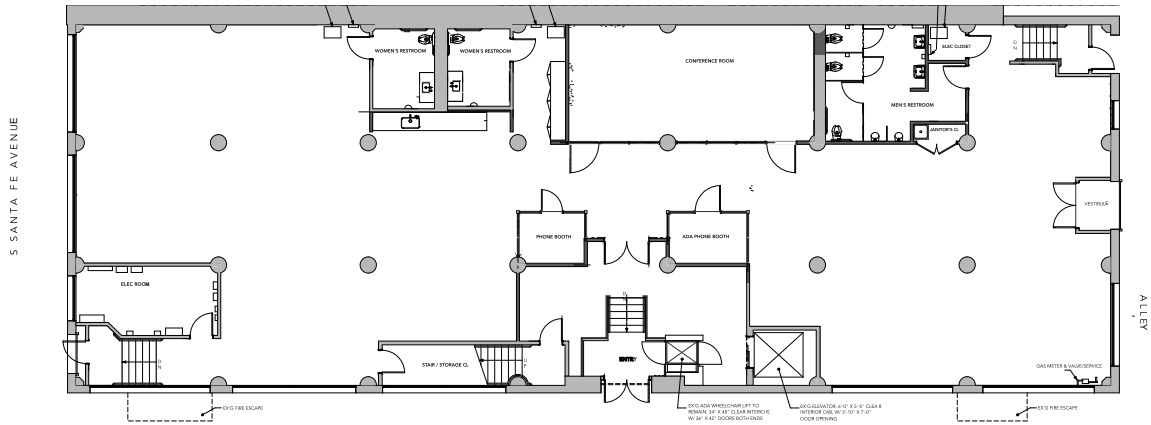 WOMEN'S RESTROOM
WOMEN'S RESTROOM
CONFERENCE ROOM
ELEC CLOSET
DN
MEN'S RESTROOM
JANITOR'S CL
S SANTA FE AVENUE
VESTIBULE
PHONE BOOTH
ADA PHONE BOOTH
ELEC ROOM
DN
ALLEY
ENTRY
DN
STAIR / STORAGE CL
UP
GAS METER & VALVE/SERVICE
EX'G FIRE ESCAPE
EX'G ADA WHEELCHAIR LIFT TO
REMAIN; 34" X 48" CLEAR INTERIOR,
W/ 36" X 42" DOORS BOTH ENDS
EX'G ELEVATOR: 6'-0" X 5'-5" CLEAR
INTERIOR CAB, W/ 3'-10" X 7'-0"
DOOR OPENING.
EX'G FIRE ESCAPE